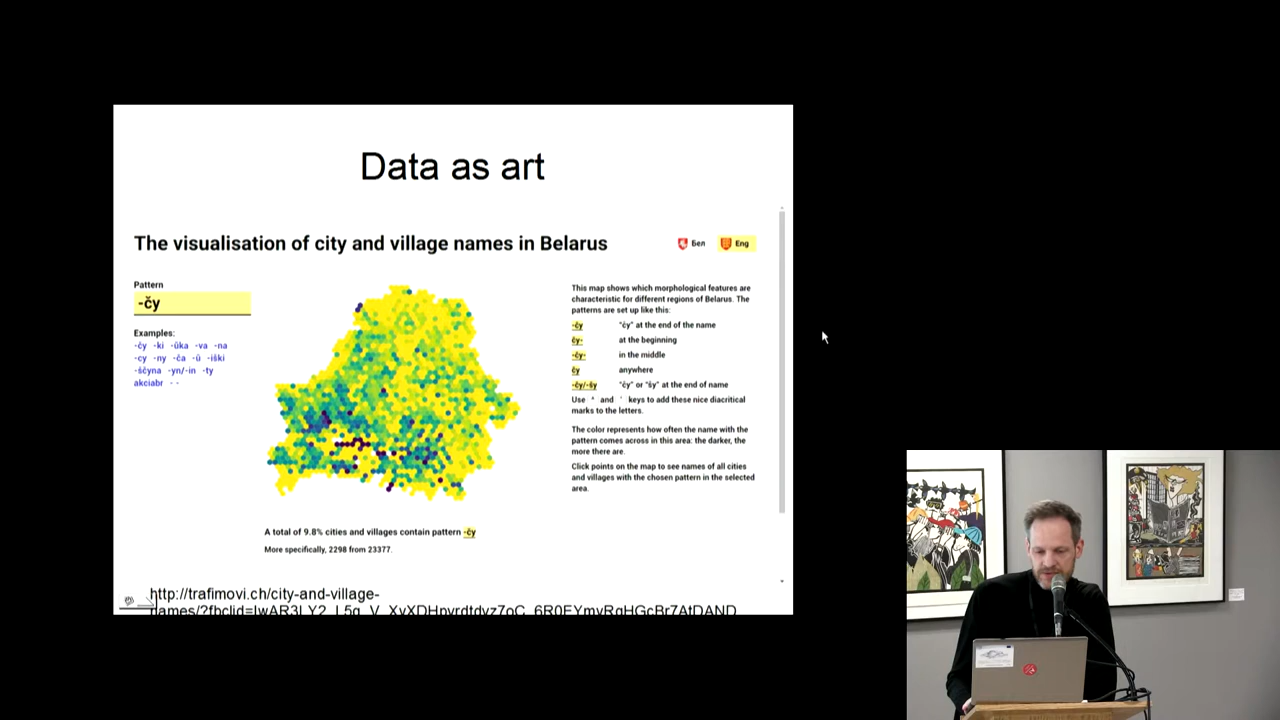 Data as art
The visualisation of city and village names in Belarus
Бел
Eng
Pattern
-čy
Examples:
-čy -ki -ŭka -va -na
-cy -ny -ča -ŭ -iški
-ščyna -yn/-in -ty
akciabr - -
This map shows which morphological features are
characteristic for different regions of Belarus. The
patterns are set up like this:
-čy "čy" at the end of the name
čy- at the beginning
-čy- in the middle
čy anywhere
-čy/-šy "čy" or "šy" at the end of name
Use ^ and ˘ keys to add these nice diacritical
marks to the letters.
The color represents how often the name with the
pattern comes across in this area: the darker, the
more there are.
Click points on the map to see names of all cities
and villages with the chosen pattern in the selected
area.
A total of 9.8% cities and villages contain pattern -čy
More specifically, 2298 from 23377.
http://trafimovi.ch/city-and-village-